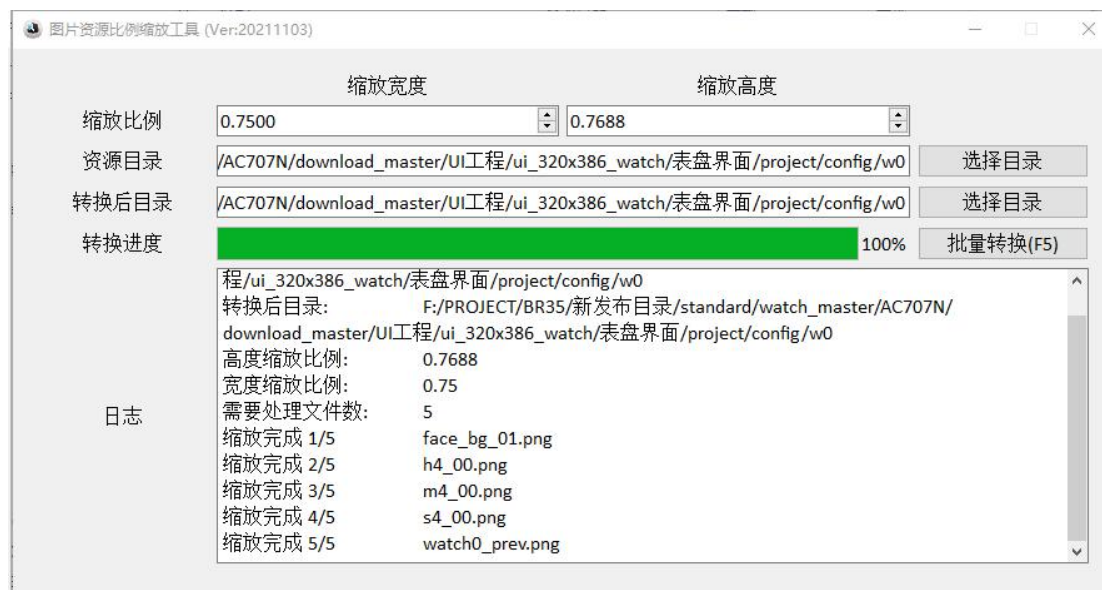 图片资源比例缩放工具 (Ver:20211103)
缩放宽度 缩放高度
缩放比例 0.7500 0.7688
资源目录 /AC707N/download_master/UI工程/ui_320x386_watch/表盘界面/project/config/w0 选择目录
转换后目录 /AC707N/download_master/UI工程/ui_320x386_watch/表盘界面/project/config/w0 选择目录
转换进度 100% 批量转换(F5)
程/ui_320x386_watch/表盘界面/project/config/w0
转换后目录: F:/PROJECT/BR35/新发布目录/standard/watch_master/AC707N/
download_master/UI工程/ui_320x386_watch/表盘界面/project/config/w0
高度缩放比例: 0.7688
宽度缩放比例: 0.75
需要处理文件数: 5
日志
缩放完成 1/5 face_bg_01.png
缩放完成 2/5 h4_00.png
缩放完成 3/5 m4_00.png
缩放完成 4/5 s4_00.png
缩放完成 5/5 watch0_prev.png